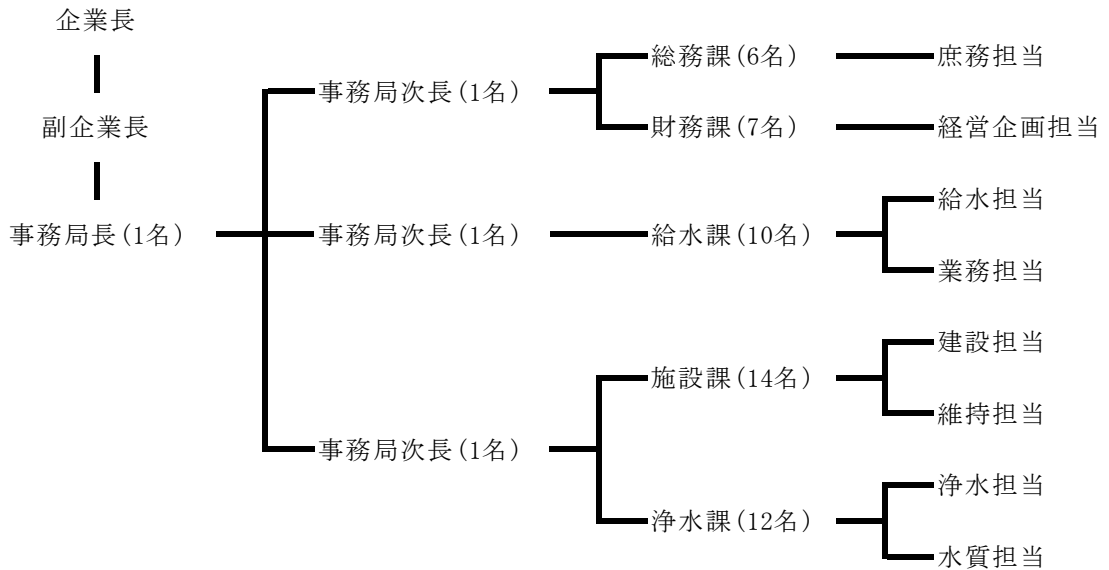 企業長
副企業長
事務局長(1名)
事務局次長(1名)
総務課(6名)
庶務担当
財務課(7名)
経営企画担当
事務局次長(1名)
給水課(10名)
給水担当
業務担当
事務局次長(1名)
施設課(14名)
建設担当
維持担当
浄水課(12名)
浄水担当
水質担当